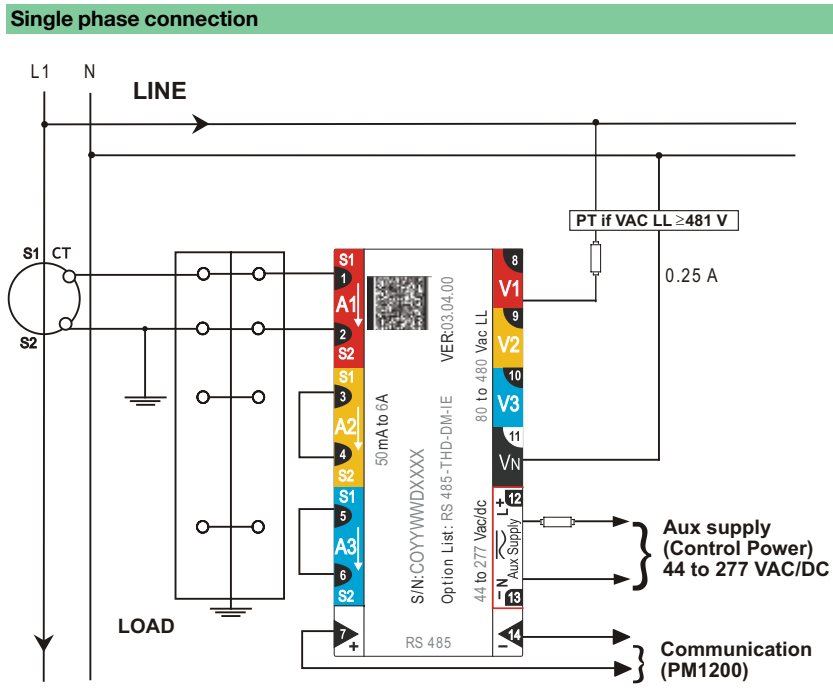 Single phase connection
L1 N
LINE
PT if VAC LL ≥481 V
0.25 A
S1 CT
S2
S1
1
A1
2
S2
S1
3
A2
4
S2
S1
5
A3
6
S2
7
+
50mA to 6A
S/N:COYYWWDXXXX
Option List: RS 485-THD-DM-IE
VER:03.04.00
80 to 480 Vac LL
44 to 277 Vac/dc
RS 485
8
V1
9
V2
10
V3
11
VN
12
L+
Aux Supply
– N
13
14
–
Aux supply
(Control Power)
44 to 277 VAC/DC
LOAD
Communication
(PM1200)